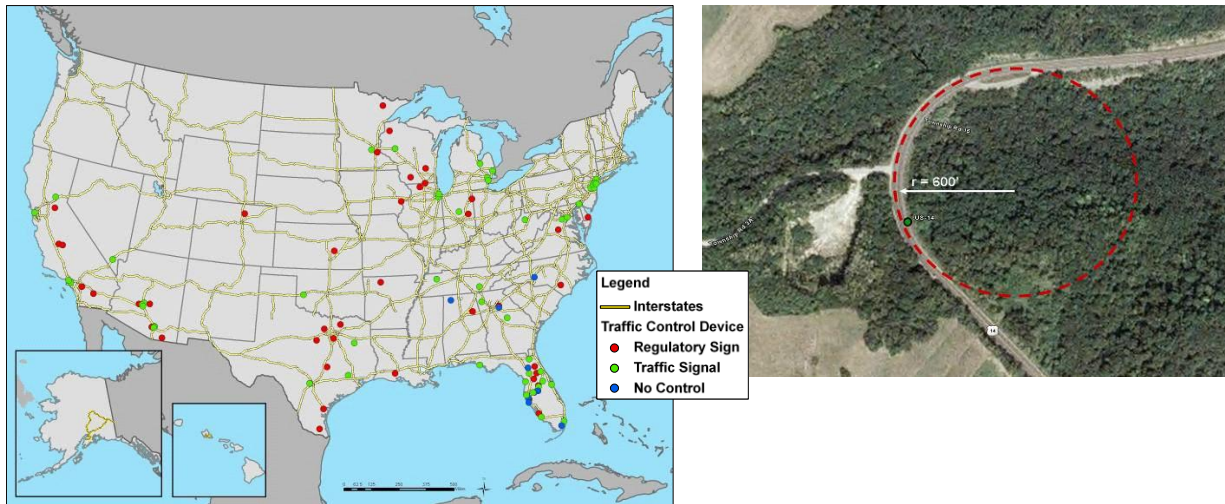 Legend
Interstates
Traffic Control Device
Regulatory Sign
Traffic Signal
No Control
r = 600'
US-14
14